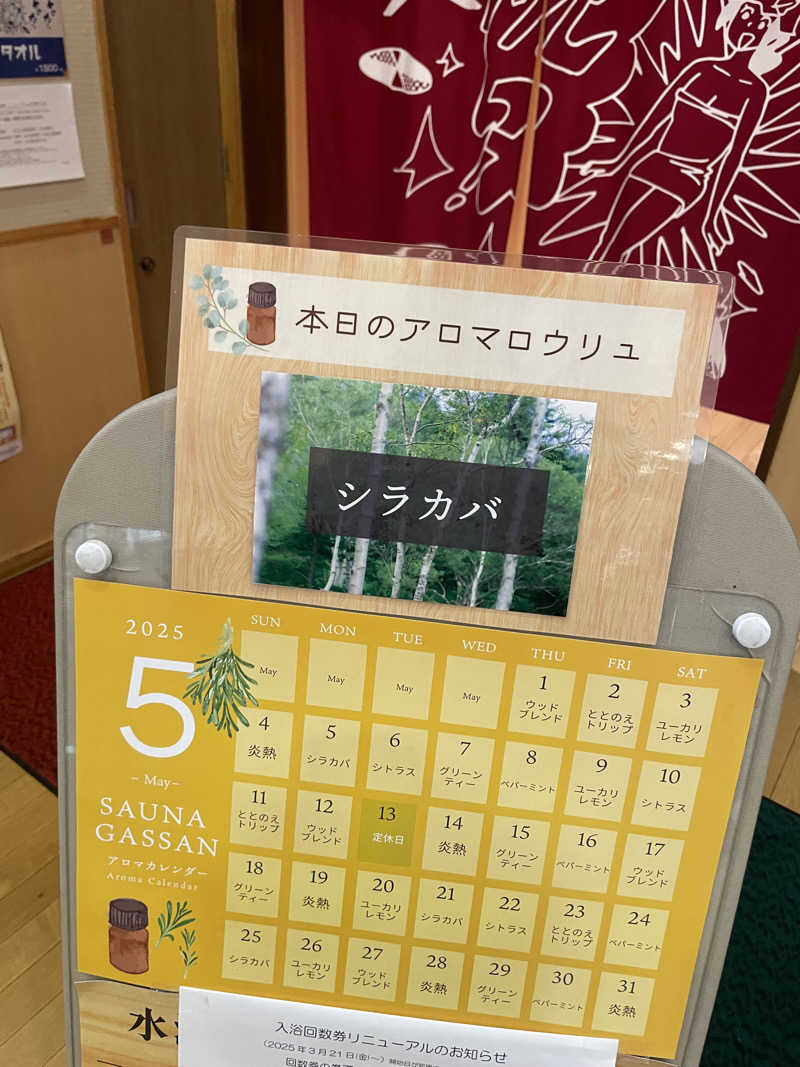 タオル
¥1500
本日のアロマロウリュ
シラカバ
2025
5
– May –
SAUNA
GASSAN
アロマカレンダー
Aroma Calendar
SUN MON TUE WED THU FRI SAT
May May May May 1 ウッドブレンド 2 ととのえトリップ 3 ユーカリレモン
4 炎熱 5 シラカバ 6 シトラス 7 グリーンティー 8 ペパーミント 9 ユーカリレモン 10 シトラス
11 ととのえトリップ 12 ウッドブレンド 13 定休日 14 炎熱 15 グリーンティー 16 ペパーミント 17 ウッドブレンド
18 グリーンティー 19 炎熱 20 ユーカリレモン 21 シラカバ 22 シトラス 23 ととのえトリップ 24 ペパーミント
25 シラカバ 26 ユーカリレモン 27 ウッドブレンド 28 炎熱 29 グリーンティー 30 ペパーミント 31 炎熱
水
入浴回数券リニューアルのお知らせ
(2025年3月21日(金)～)